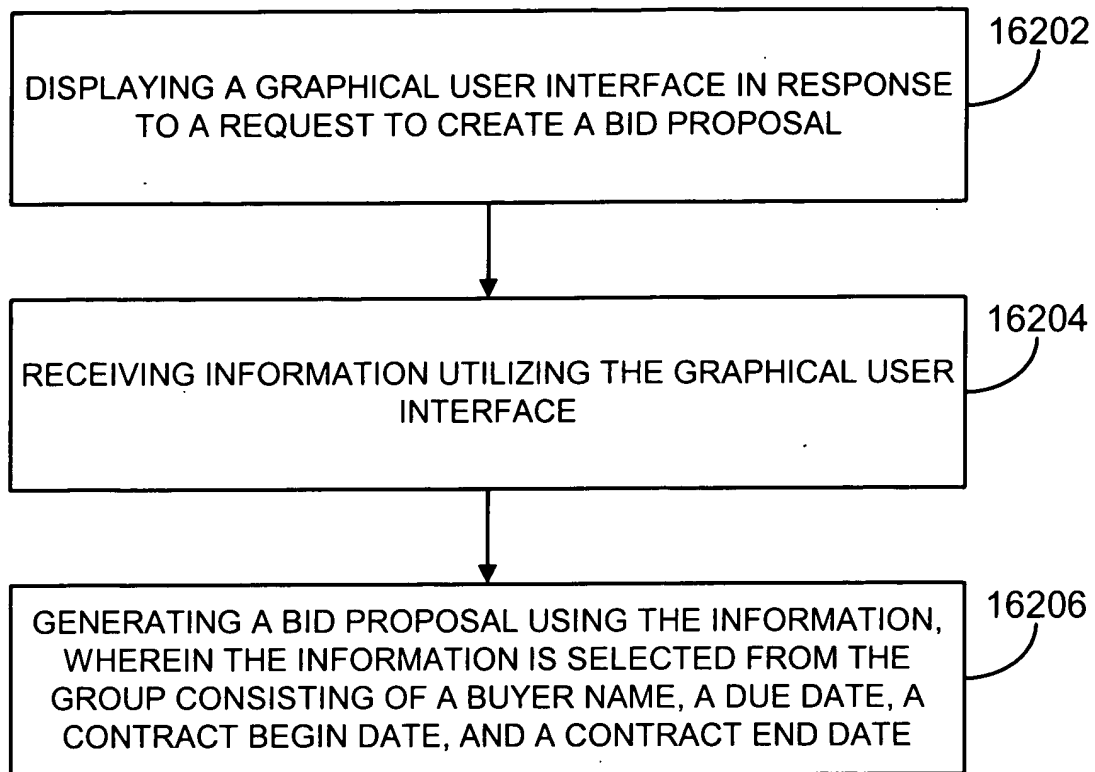 16202
DISPLAYING A GRAPHICAL USER INTERFACE IN RESPONSE
TO A REQUEST TO CREATE A BID PROPOSAL
16204
RECEIVING INFORMATION UTILIZING THE GRAPHICAL USER
INTERFACE
16206
GENERATING A BID PROPOSAL USING THE INFORMATION,
WHEREIN THE INFORMATION IS SELECTED FROM THE
GROUP CONSISTING OF A BUYER NAME, A DUE DATE, A
CONTRACT BEGIN DATE, AND A CONTRACT END DATE